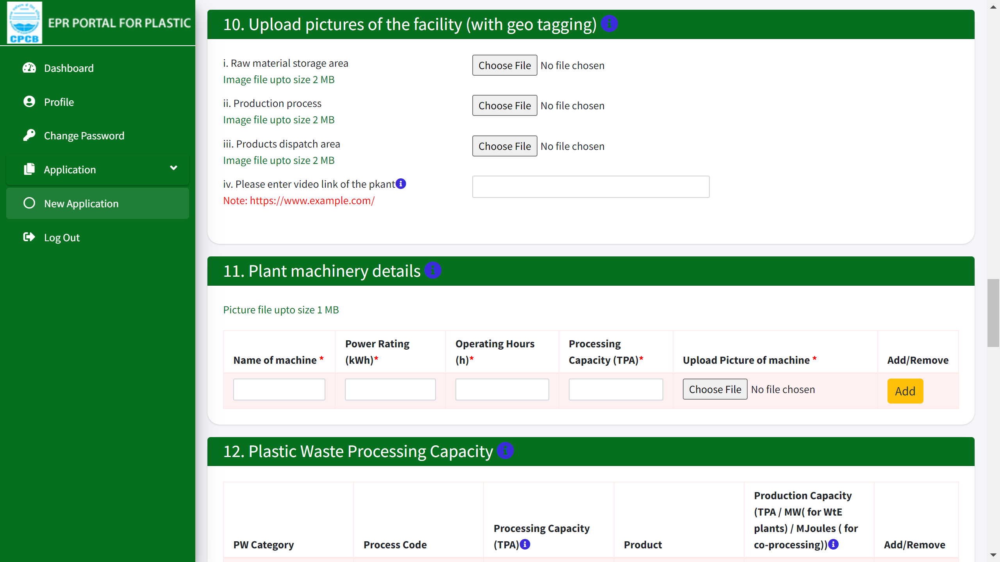 CPCB
EPR PORTAL FOR PLASTIC
Dashboard
Profile
Change Password
Application
New Application
Log Out
10. Upload pictures of the facility (with geo tagging)
i. Raw material storage area
Image file upto size 2 MB
Choose File No file chosen
ii. Production process
Image file upto size 2 MB
Choose File No file chosen
iii. Products dispatch area
Image file upto size 2 MB
Choose File No file chosen
iv. Please enter video link of the pkant
Note: https://www.example.com/
11. Plant machinery details
Picture file upto size 1 MB
Name of machine *
Power Rating
(kWh)*
Operating Hours
(h)*
Processing
Capacity (TPA)*
Upload Picture of machine *
Add/Remove
Choose File No file chosen
Add
12. Plastic Waste Processing Capacity
PW Category
Process Code
Processing Capacity
(TPA)
Product
Production Capacity
(TPA / MW( for WtE
plants) / MJoules ( for
co-processing))
Add/Remove